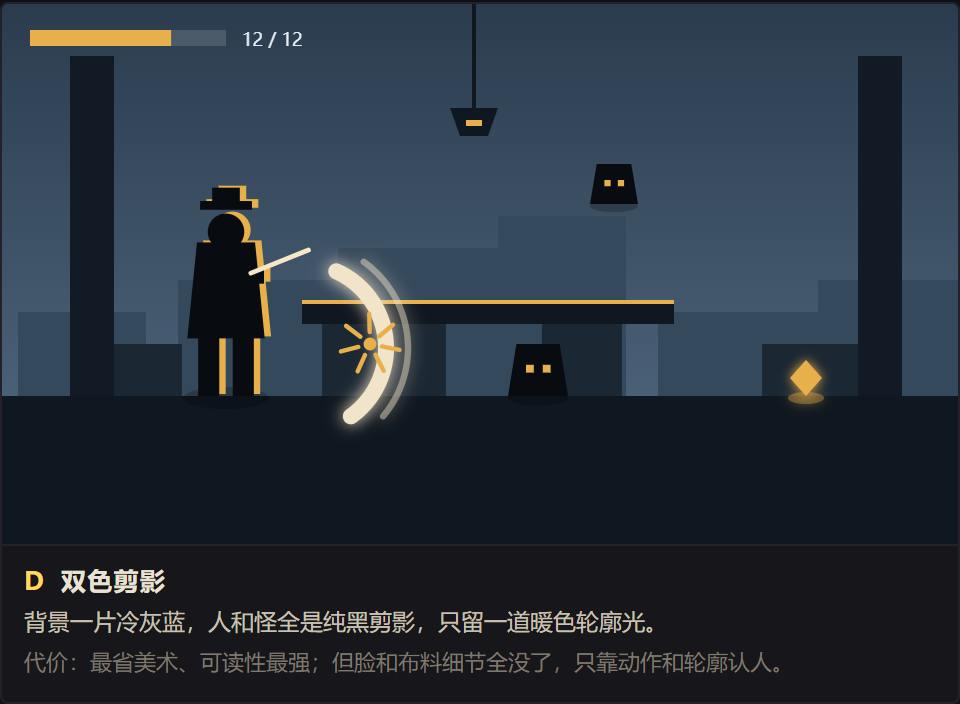 12 / 12
D 双色剪影
背景一片冷灰蓝，人和怪全是纯黑剪影，只留一道暖色轮廓光。
代价：最省美术、可读性最强；但脸和布料细节全没了，只靠动作和轮廓认人。